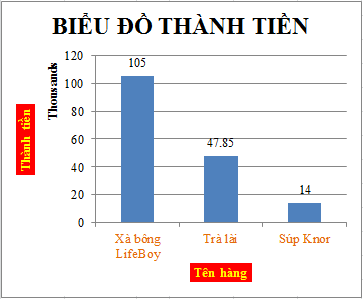 BIỂU ĐỒ THÀNH TIỀN
Thousands
Thành tiền
120
100
80
60
40
20
0
105
47.85
14
Xà bông
LifeBoy
Trà lài
Súp Knor
Tên hàng